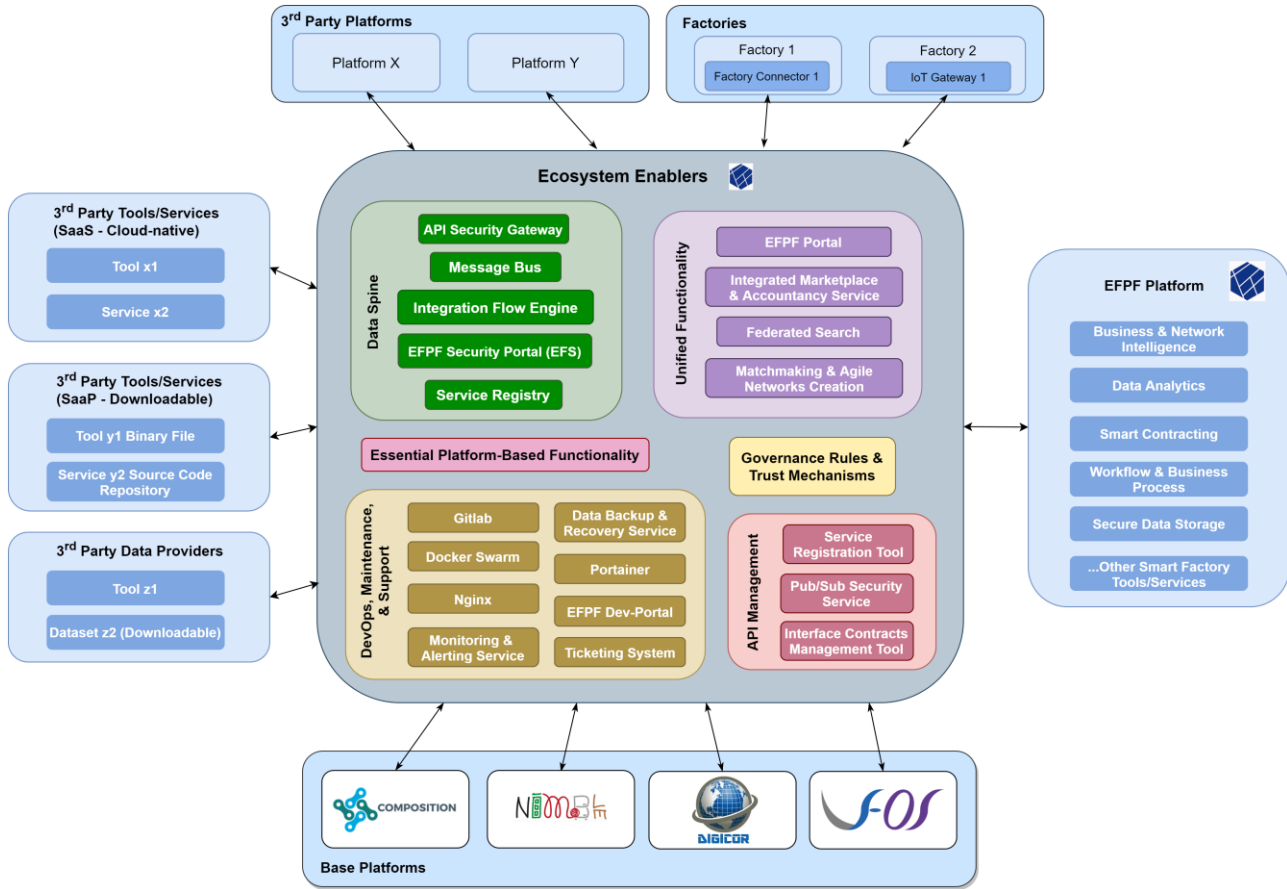 3rd Party Platforms
Platform X
Platform Y
Factories
Factory 1
Factory Connector 1
Factory 2
IoT Gateway 1
Ecosystem Enablers
3rd Party Tools/Services
(SaaS - Cloud-native)
Tool x1
Service x2
3rd Party Tools/Services
(SaaP - Downloadable)
Tool y1 Binary File
Service y2 Source Code
Repository
3rd Party Data Providers
Tool z1
Dataset z2 (Downloadable)
Data Spine
API Security Gateway
Message Bus
Integration Flow Engine
EFPF Security Portal (EFS)
Service Registry
Unified Functionality
EFPF Portal
Integrated Marketplace
& Accountancy Service
Federated Search
Matchmaking & Agile
Networks Creation
Essential Platform-Based Functionality
Governance Rules &
Trust Mechanisms
DevOps, Maintenance,
& Support
Gitlab
Docker Swarm
Nginx
Monitoring &
Alerting Service
Data Backup &
Recovery Service
Portainer
EFPF Dev-Portal
Ticketing System
API Management
Service
Registration Tool
Pub/Sub Security
Service
Interface Contracts
Management Tool
EFPF Platform
Business & Network
Intelligence
Data Analytics
Smart Contracting
Workflow & Business
Process
Secure Data Storage
...Other Smart Factory
Tools/Services
COMPOSITION
NIMBLE
DIGICOR
vf-OS
Base Platforms